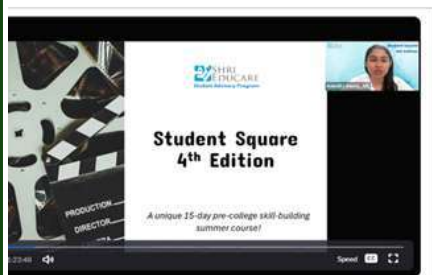 SHRI
EDUCARE
Student Advisory Program
Student Square
4th Edition
A unique 15-day pre-college skill-building
summer course!
PRODUCTION
DIRECTOR
Speed
CC